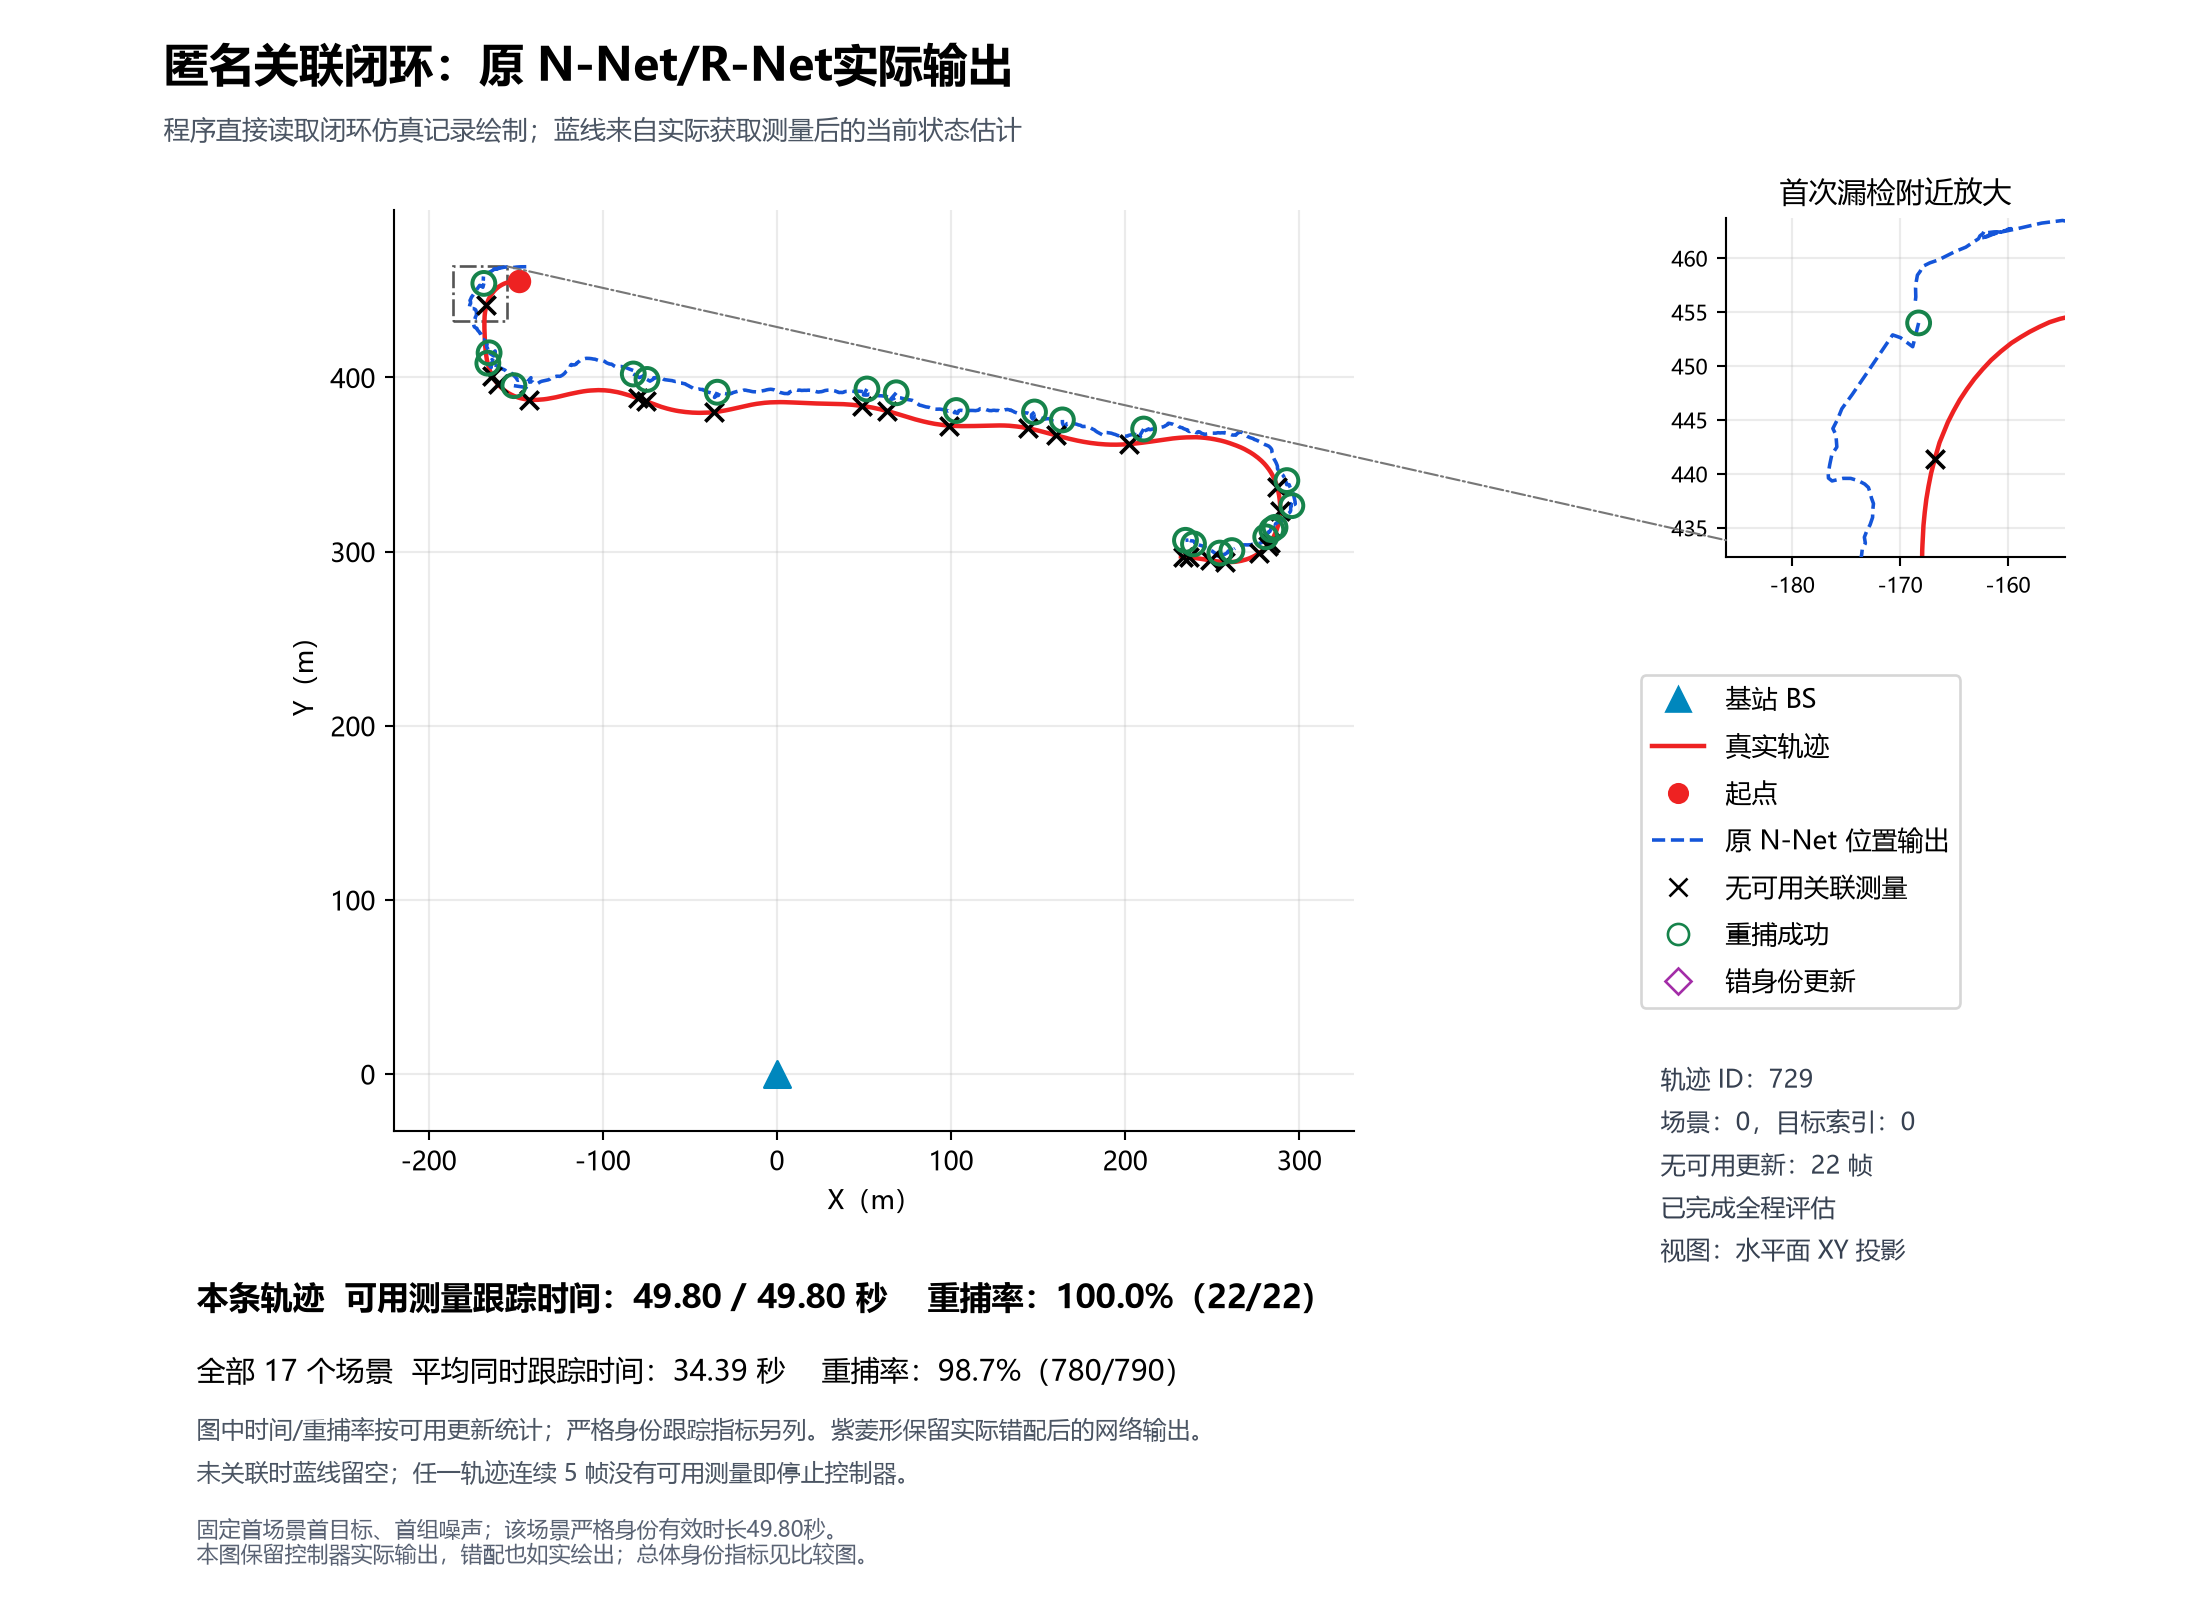 匿名关联闭环：原 N-Net/R-Net实际输出
程序直接读取闭环仿真记录绘制；蓝线来自实际获取测量后的当前状态估计
首次漏检附近放大
460
455
450
445
440
435
-180
-170
-160
400
300
200
100
0
Y（m）
-200
-100
0
100
200
300
X（m）
基站 BS
真实轨迹
起点
原 N-Net 位置输出
无可用关联测量
重捕成功
错身份更新
轨迹 ID：729
场景：0，目标索引：0
无可用更新：22 帧
已完成全程评估
视图：水平面 XY 投影
本条轨迹 可用测量跟踪时间：49.80 / 49.80 秒 重捕率：100.0%（22/22）
全部 17 个场景 平均同时跟踪时间：34.39 秒 重捕率：98.7%（780/790）
图中时间/重捕率按可用更新统计；严格身份跟踪指标另列。紫菱形保留实际错配后的网络输出。
未关联时蓝线留空；任一轨迹连续 5 帧没有可用测量即停止控制器。
固定首场景首目标、首组噪声；该场景严格身份有效时长49.80秒。
本图保留控制器实际输出，错配也如实绘出；总体身份指标见比较图。